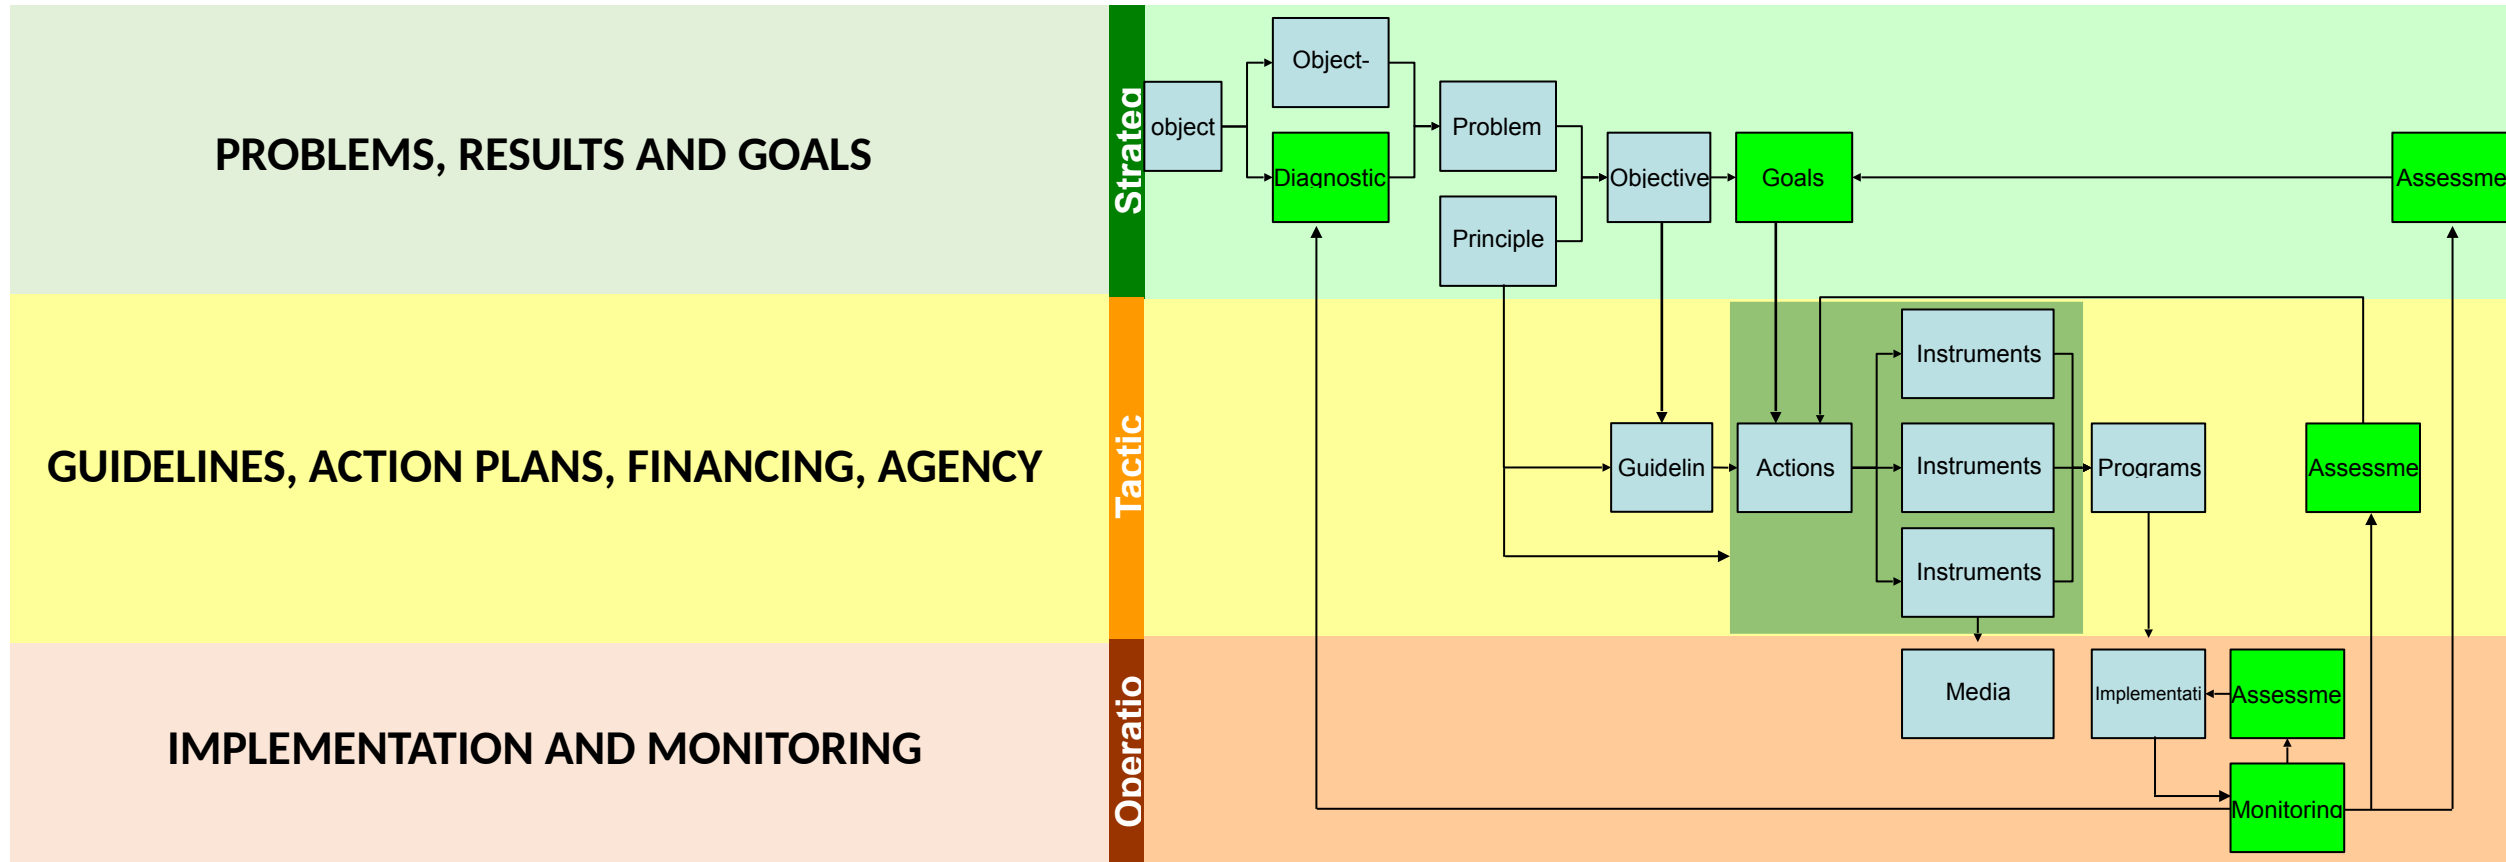 PROBLEMS, RESULTS AND GOALS
GUIDELINES, ACTION PLANS, FINANCING, AGENCY
IMPLEMENTATION AND MONITORING
Strateg
Tactic
Operatio
object
Object-
Diagnostic
Problem
Principle
Objective
Goals
Assessme
Instruments
Guidelin
Actions
Instruments
Programs
Assessme
Instruments
Media
Implementati
Assessme
Monitoring